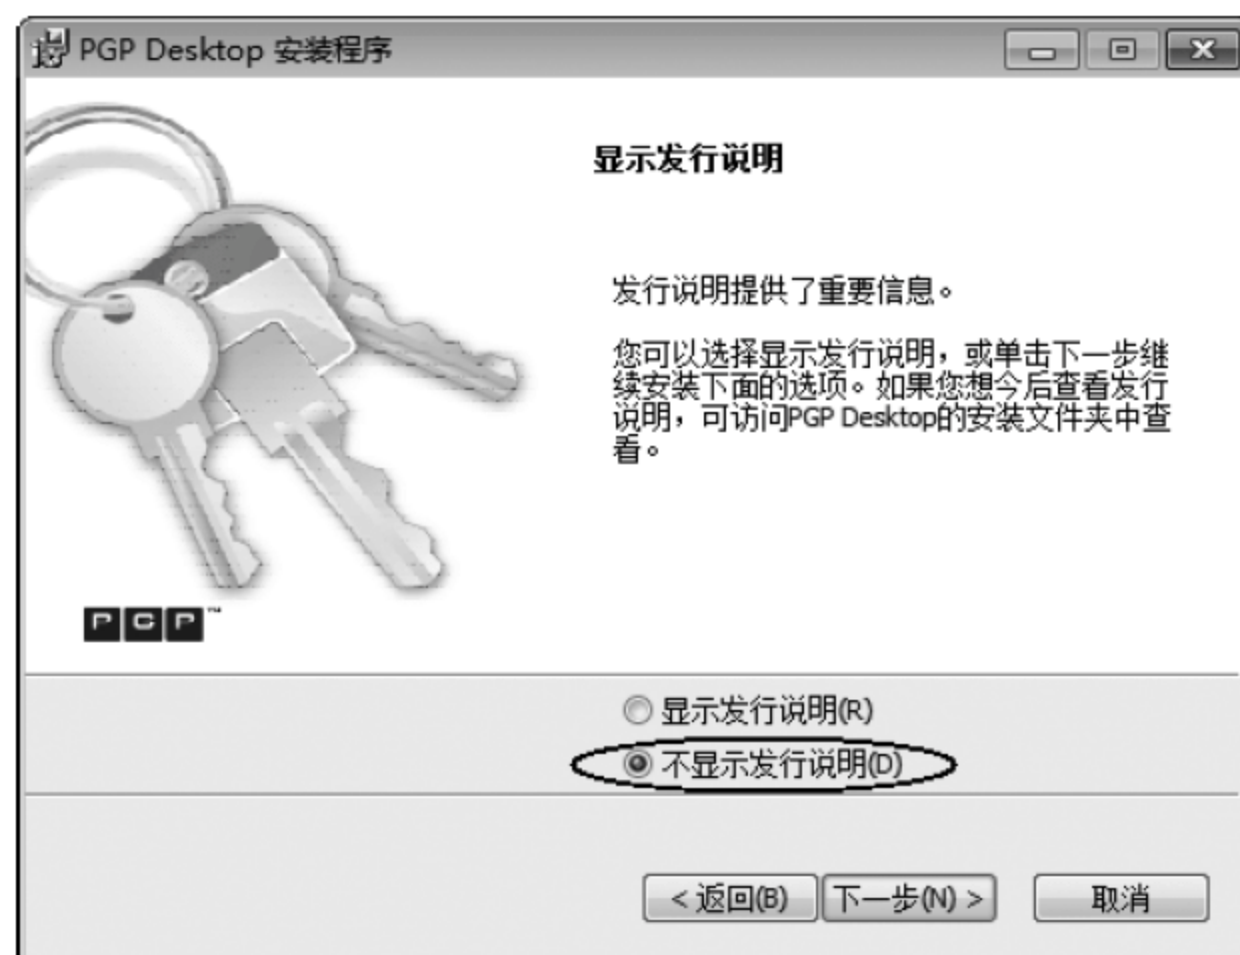 PGP Desktop 安装程序
显示发行说明
发行说明提供了重要信息。
您可以选择显示发行说明，或单击下一步继
续安装下面的选项。如果您想今后查看发行
说明，可访问PGP Desktop的安装文件夹中查
看。
PGP™
显示发行说明(R)
不显示发行说明(D)
< 返回(B)
下一步(N) >
取消